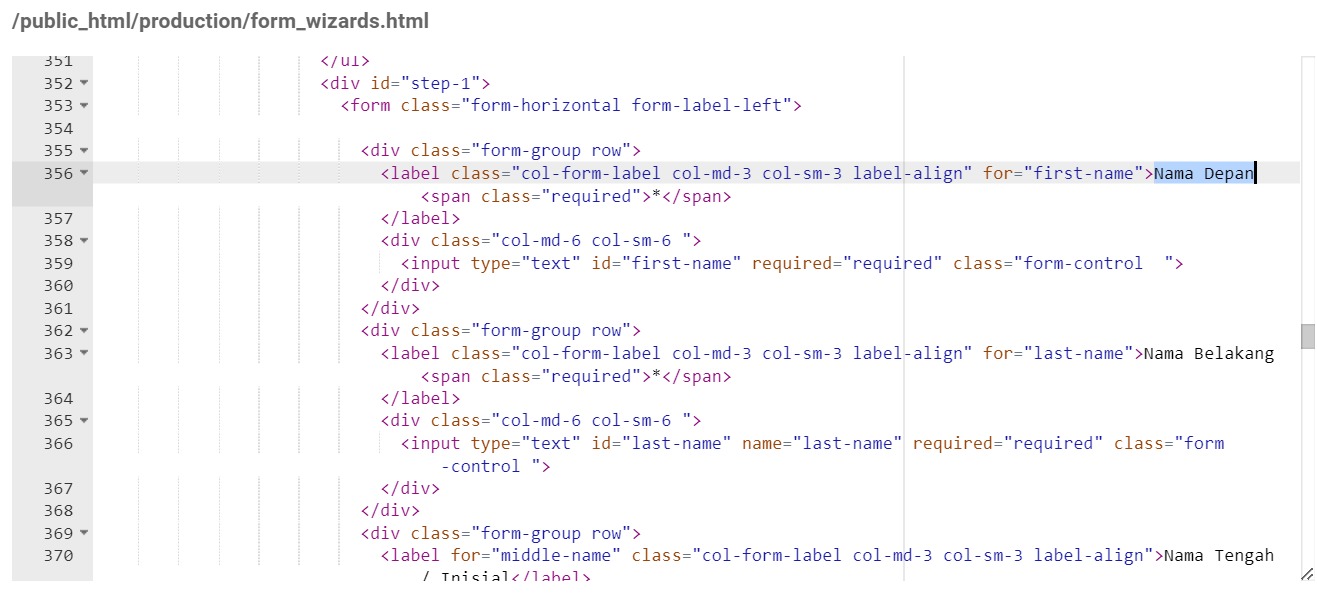 /public_html/production/form_wizards.html
351 </ul>
352 <div id="step-1">
353 <form class="form-horizontal form-label-left">
354
355 <div class="form-group row">
356 <label class="col-form-label col-md-3 col-sm-3 label-align" for="first-name">Nama Depan
<span class="required">*</span>
357 </label>
358 <div class="col-md-6 col-sm-6 ">
359 <input type="text" id="first-name" required="required" class="form-control  ">
360 </div>
361 </div>
362 <div class="form-group row">
363 <label class="col-form-label col-md-3 col-sm-3 label-align" for="last-name">Nama Belakang
<span class="required">*</span>
364 </label>
365 <div class="col-md-6 col-sm-6 ">
366 <input type="text" id="last-name" name="last-name" required="required" class="form
-control ">
367 </div>
368 </div>
369 <div class="form-group row">
370 <label for="middle-name" class="col-form-label col-md-3 col-sm-3 label-align">Nama Tengah
/ Inisial</label>